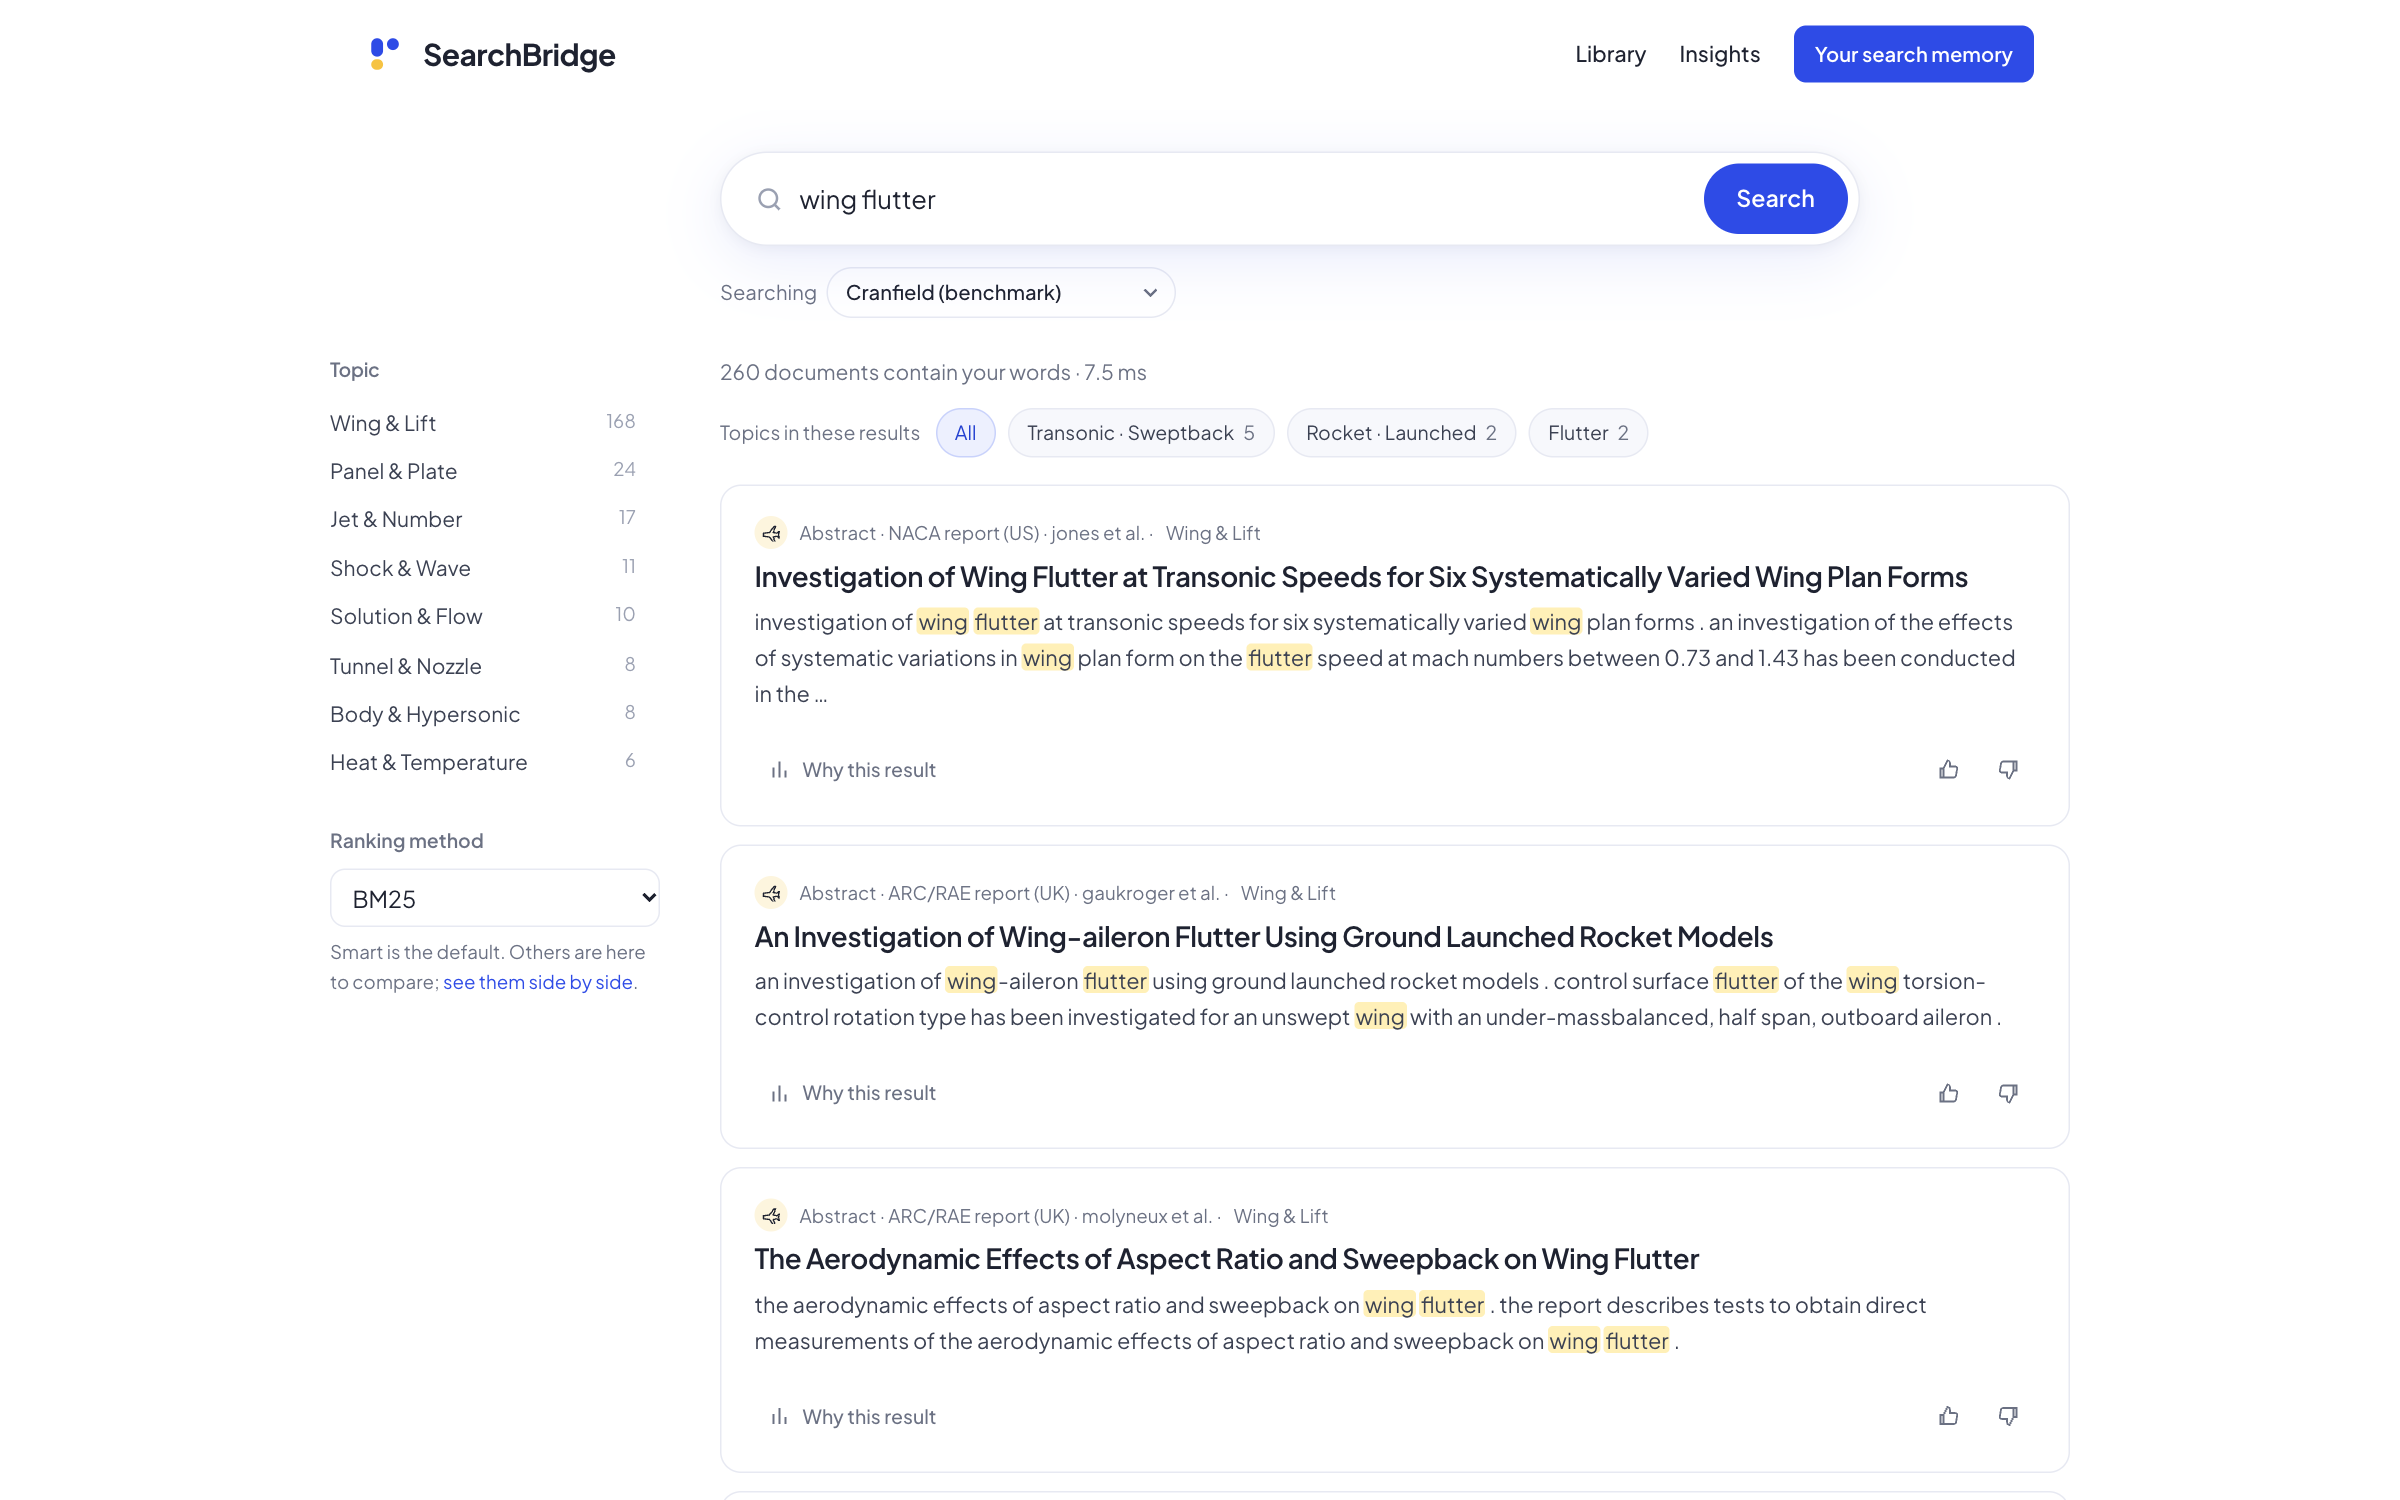 SearchBridge
Library
Insights
Your search memory
wing flutter
Search
Searching
Cranfield (benchmark)
Topic
Wing & Lift 168
Panel & Plate 24
Jet & Number 17
Shock & Wave 11
Solution & Flow 10
Tunnel & Nozzle 8
Body & Hypersonic 8
Heat & Temperature 6
Ranking method
BM25
Smart is the default. Others are here
to compare; see them side by side.
260 documents contain your words · 7.5 ms
Topics in these results All Transonic · Sweptback 5 Rocket · Launched 2 Flutter 2
Abstract · NACA report (US) · jones et al. · Wing & Lift
Investigation of Wing Flutter at Transonic Speeds for Six Systematically Varied Wing Plan Forms
investigation of wing flutter at transonic speeds for six systematically varied wing plan forms . an investigation of the effects
of systematic variations in wing plan form on the flutter speed at mach numbers between 0.73 and 1.43 has been conducted
in the ...
Why this result
Abstract · ARC/RAE report (UK) · gaukroger et al. · Wing & Lift
An Investigation of Wing-aileron Flutter Using Ground Launched Rocket Models
an investigation of wing-aileron flutter using ground launched rocket models . control surface flutter of the wing torsion-
control rotation type has been investigated for an unswept wing with an under-massbalanced, half span, outboard aileron .
Why this result
Abstract · ARC/RAE report (UK) · molyneux et al. · Wing & Lift
The Aerodynamic Effects of Aspect Ratio and Sweepback on Wing Flutter
the aerodynamic effects of aspect ratio and sweepback on wing flutter . the report describes tests to obtain direct
measurements of the aerodynamic effects of aspect ratio and sweepback on wing flutter .
Why this result